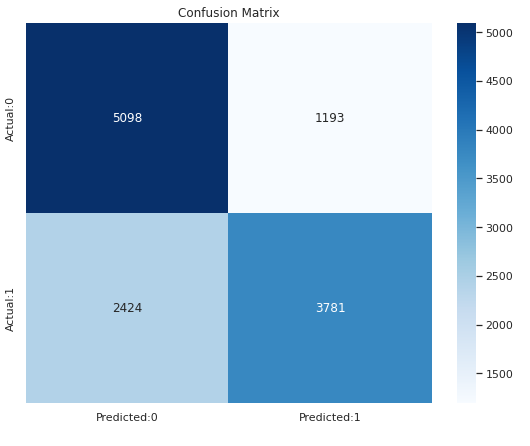 Confusion Matrix
Actual:0
5098
1193
Actual:1
2424
3781
Predicted:0
Predicted:1
5000
4500
4000
3500
3000
2500
2000
1500